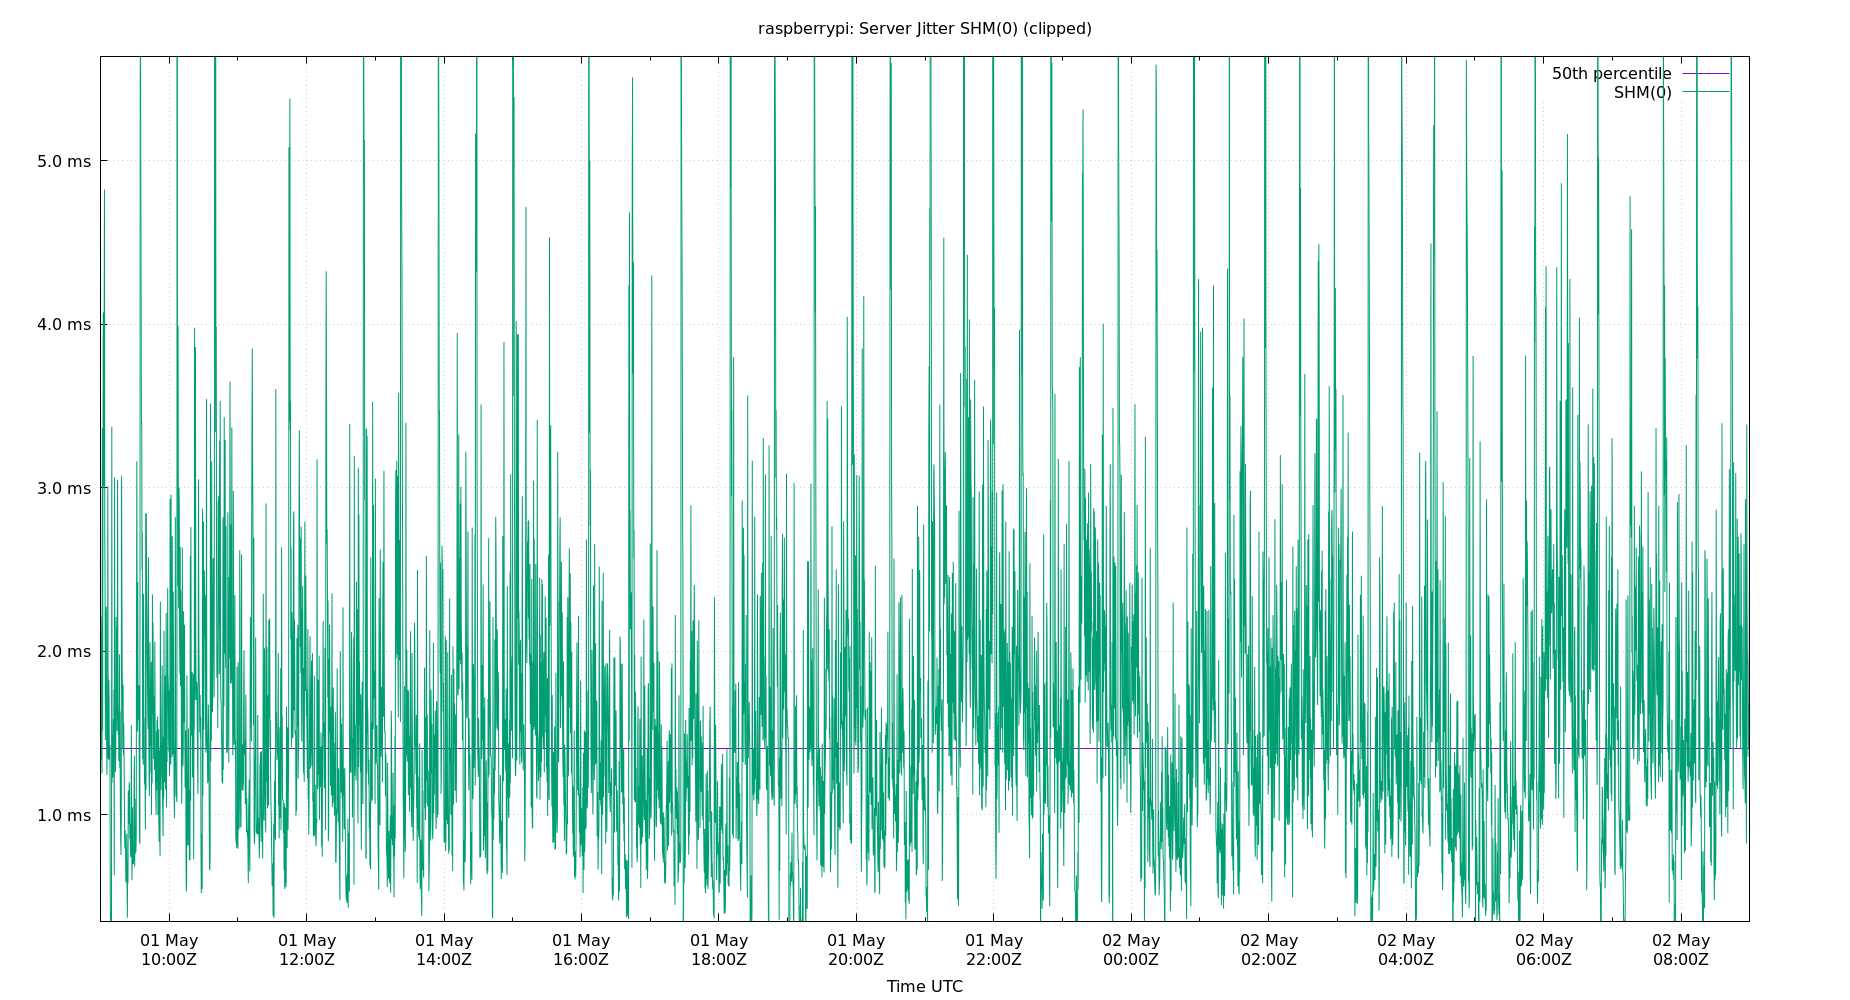 raspberrypi: Server Jitter SHM(0) (clipped)
50th percentile
SHM(0)
5.0 ms
4.0 ms
3.0 ms
2.0 ms
1.0 ms
01 May 01 May 01 May 01 May 01 May 01 May 01 May 02 May 02 May 02 May 02 May 02 May
10:00Z 12:00Z 14:00Z 16:00Z 18:00Z 20:00Z 22:00Z 00:00Z 02:00Z 04:00Z 06:00Z 08:00Z
Time UTC